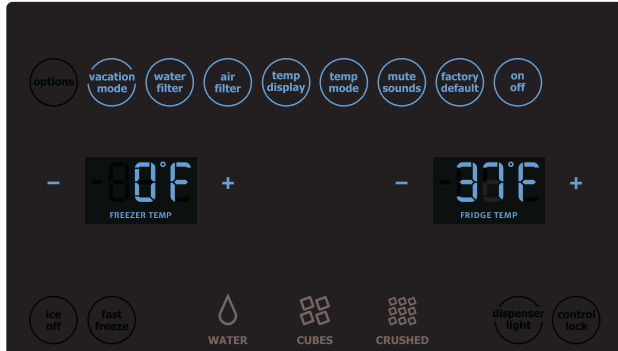 options
vacation
mode
water
filter
air
filter
temp
display
temp
mode
mute
sounds
factory
default
on
off
− 0°F + − 37°F +
FREEZER TEMP FRIDGE TEMP
ice
off
fast
freeze
WATER
CUBES
CRUSHED
dispenser
light
control
lock